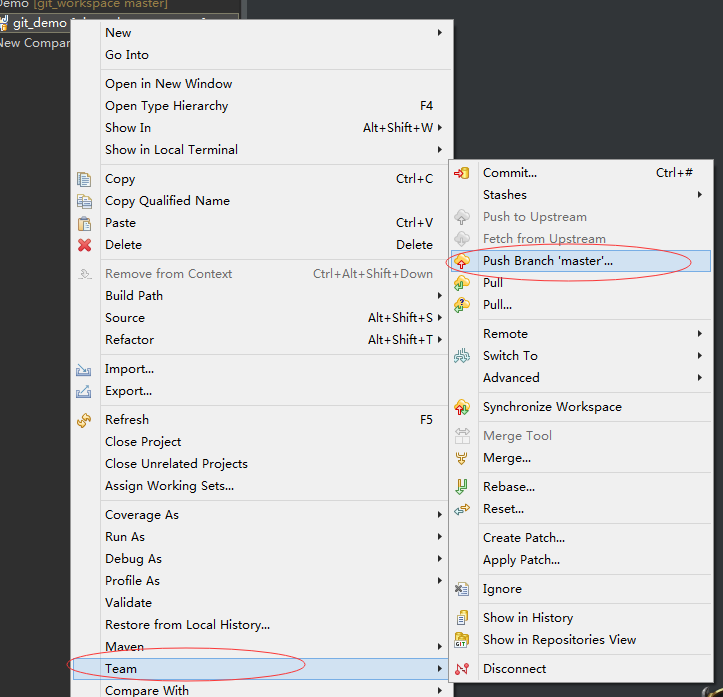 Demo [git_workspace master]
git_demo
New Compar
New
Go Into
Open in New Window
Open Type Hierarchy F4
Show In Alt+Shift+W
Show in Local Terminal
Copy Ctrl+C
Copy Qualified Name
Paste Ctrl+V
Delete Delete
Remove from Context Ctrl+Alt+Shift+Down
Build Path
Source Alt+Shift+S
Refactor Alt+Shift+T
Import...
Export...
Refresh F5
Close Project
Close Unrelated Projects
Assign Working Sets...
Coverage As
Run As
Debug As
Profile As
Validate
Restore from Local History...
Maven
Team
Compare With
Commit... Ctrl+#
Stashes
Push to Upstream
Fetch from Upstream
Push Branch 'master'...
Pull
Pull...
Remote
Switch To
Advanced
Synchronize Workspace
Merge Tool
Merge...
Rebase...
Reset...
Create Patch...
Apply Patch...
Ignore
Show in History
Show in Repositories View
Disconnect